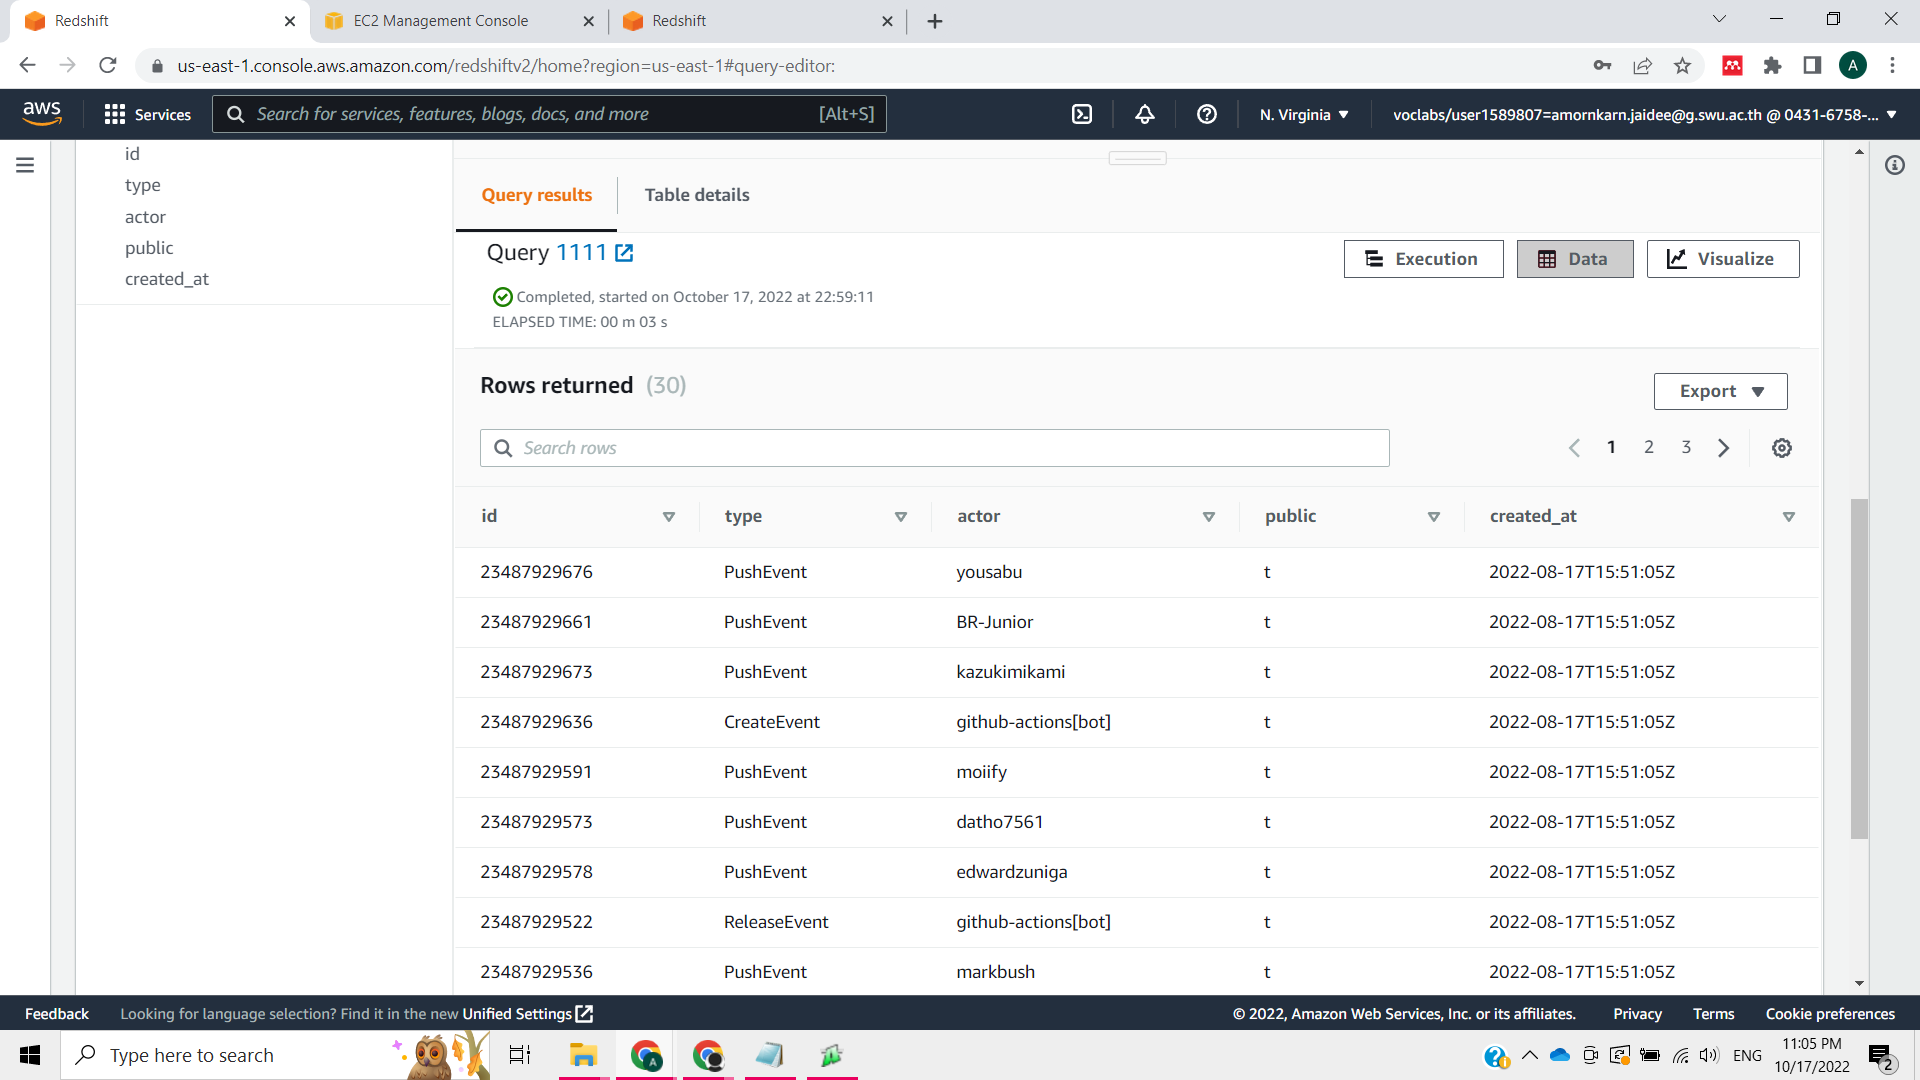 Redshift
EC2 Management Console
Redshift
us-east-1.console.aws.amazon.com/redshiftv2/home?region=us-east-1#query-editor:
A
aws
Services
Search for services, features, blogs, docs, and more
[Alt+S]
N. Virginia
voclabs/user1589807=amornkarn.jaidee@g.swu.ac.th @ 0431-6758-...
id
type
actor
public
created_at
Query results
Table details
Query 1111
Execution
Data
Visualize
Completed, started on October 17, 2022 at 22:59:11
ELAPSED TIME: 00 m 03 s
Rows returned (30)
Export
Search rows
1 2 3
id type actor public created_at
23487929676 PushEvent yousabu t 2022-08-17T15:51:05Z
23487929661 PushEvent BR-Junior t 2022-08-17T15:51:05Z
23487929673 PushEvent kazukimikami t 2022-08-17T15:51:05Z
23487929636 CreateEvent github-actions[bot] t 2022-08-17T15:51:05Z
23487929591 PushEvent moiify t 2022-08-17T15:51:05Z
23487929573 PushEvent datho7561 t 2022-08-17T15:51:05Z
23487929578 PushEvent edwardzuniga t 2022-08-17T15:51:05Z
23487929522 ReleaseEvent github-actions[bot] t 2022-08-17T15:51:05Z
23487929536 PushEvent markbush t 2022-08-17T15:51:05Z
Feedback
Looking for language selection? Find it in the new Unified Settings
© 2022, Amazon Web Services, Inc. or its affiliates.
Privacy
Terms
Cookie preferences
Type here to search
A
ENG
11:05 PM
10/17/2022
2